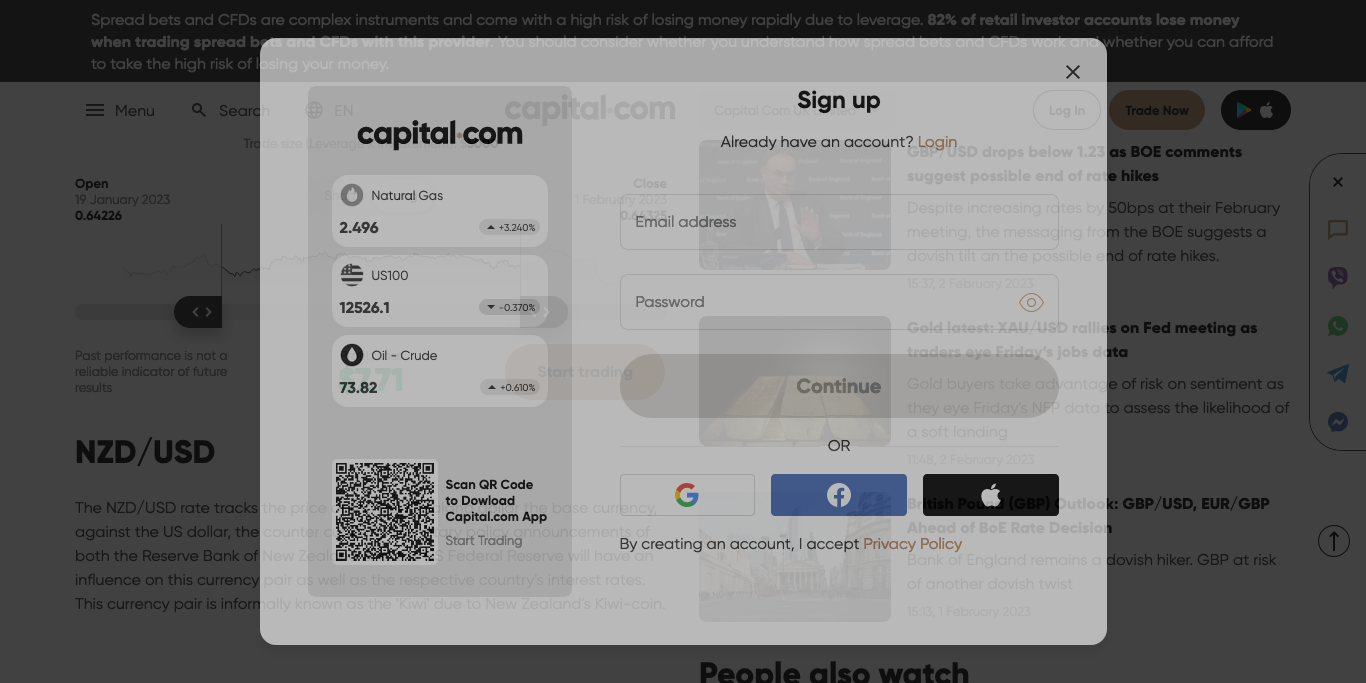 Spread bets and CFDs are complex instruments and come with a high risk of losing money rapidly due to leverage. 82% of retail investor accounts lose money
when trading spread bets and CFDs with this provider. You should consider whether you understand how spread bets and CFDs work and whether you can afford
to take the high risk of losing your money.
Menu
Search
EN
capital.com
Capital Com
Log In
Trade Now
Sign up
Already have an account? Login
capital.com
Natural Gas
2.496
+3.240%
US100
12526.1
-0.370%
Oil - Crude
73.82
+0.610%
Scan QR Code
to Dowload
Capital.com App
Start Trading
Email address
Password
Continue
OR
By creating an account, I accept Privacy Policy
Open
19 January 2023
0.64226
Close
1 February 2023
Start trading
Past performance is not a
reliable indicator of future
results
NZD/USD
The NZD/USD rate tracks the price of the base currency,
against the US dollar, the counter policy announcements of
both the Reserve Bank of New Zealand Federal Reserve will have an
influence on this currency pair as well as the respective country's interest rates.
This currency pair is informally known as the 'Kiwi' due to New Zealand's Kiwi-coin.
GBP/USD drops below 1.23 as BOE comments
suggest possible end of rate hikes
Despite increasing rates by 50bps at their February
meeting, the messaging from the BOE suggests a
dovish tilt an the possible end of rate hikes.
15:37, 2 February 2023
Gold latest: XAU/USD rallies on Fed meeting as
traders eye Friday's jobs data
Gold buyers take advantage of risk on sentiment as
they eye Friday's NFP data to assess the likelihood of
a soft landing
11:48, 2 February 2023
British Pound (GBP) Outlook: GBP/USD, EUR/GBP
Ahead of BoE Rate Decision
Bank of England remains a dovish hiker. GBP at risk
of another dovish twist
15:13, 1 February 2023
People also watch